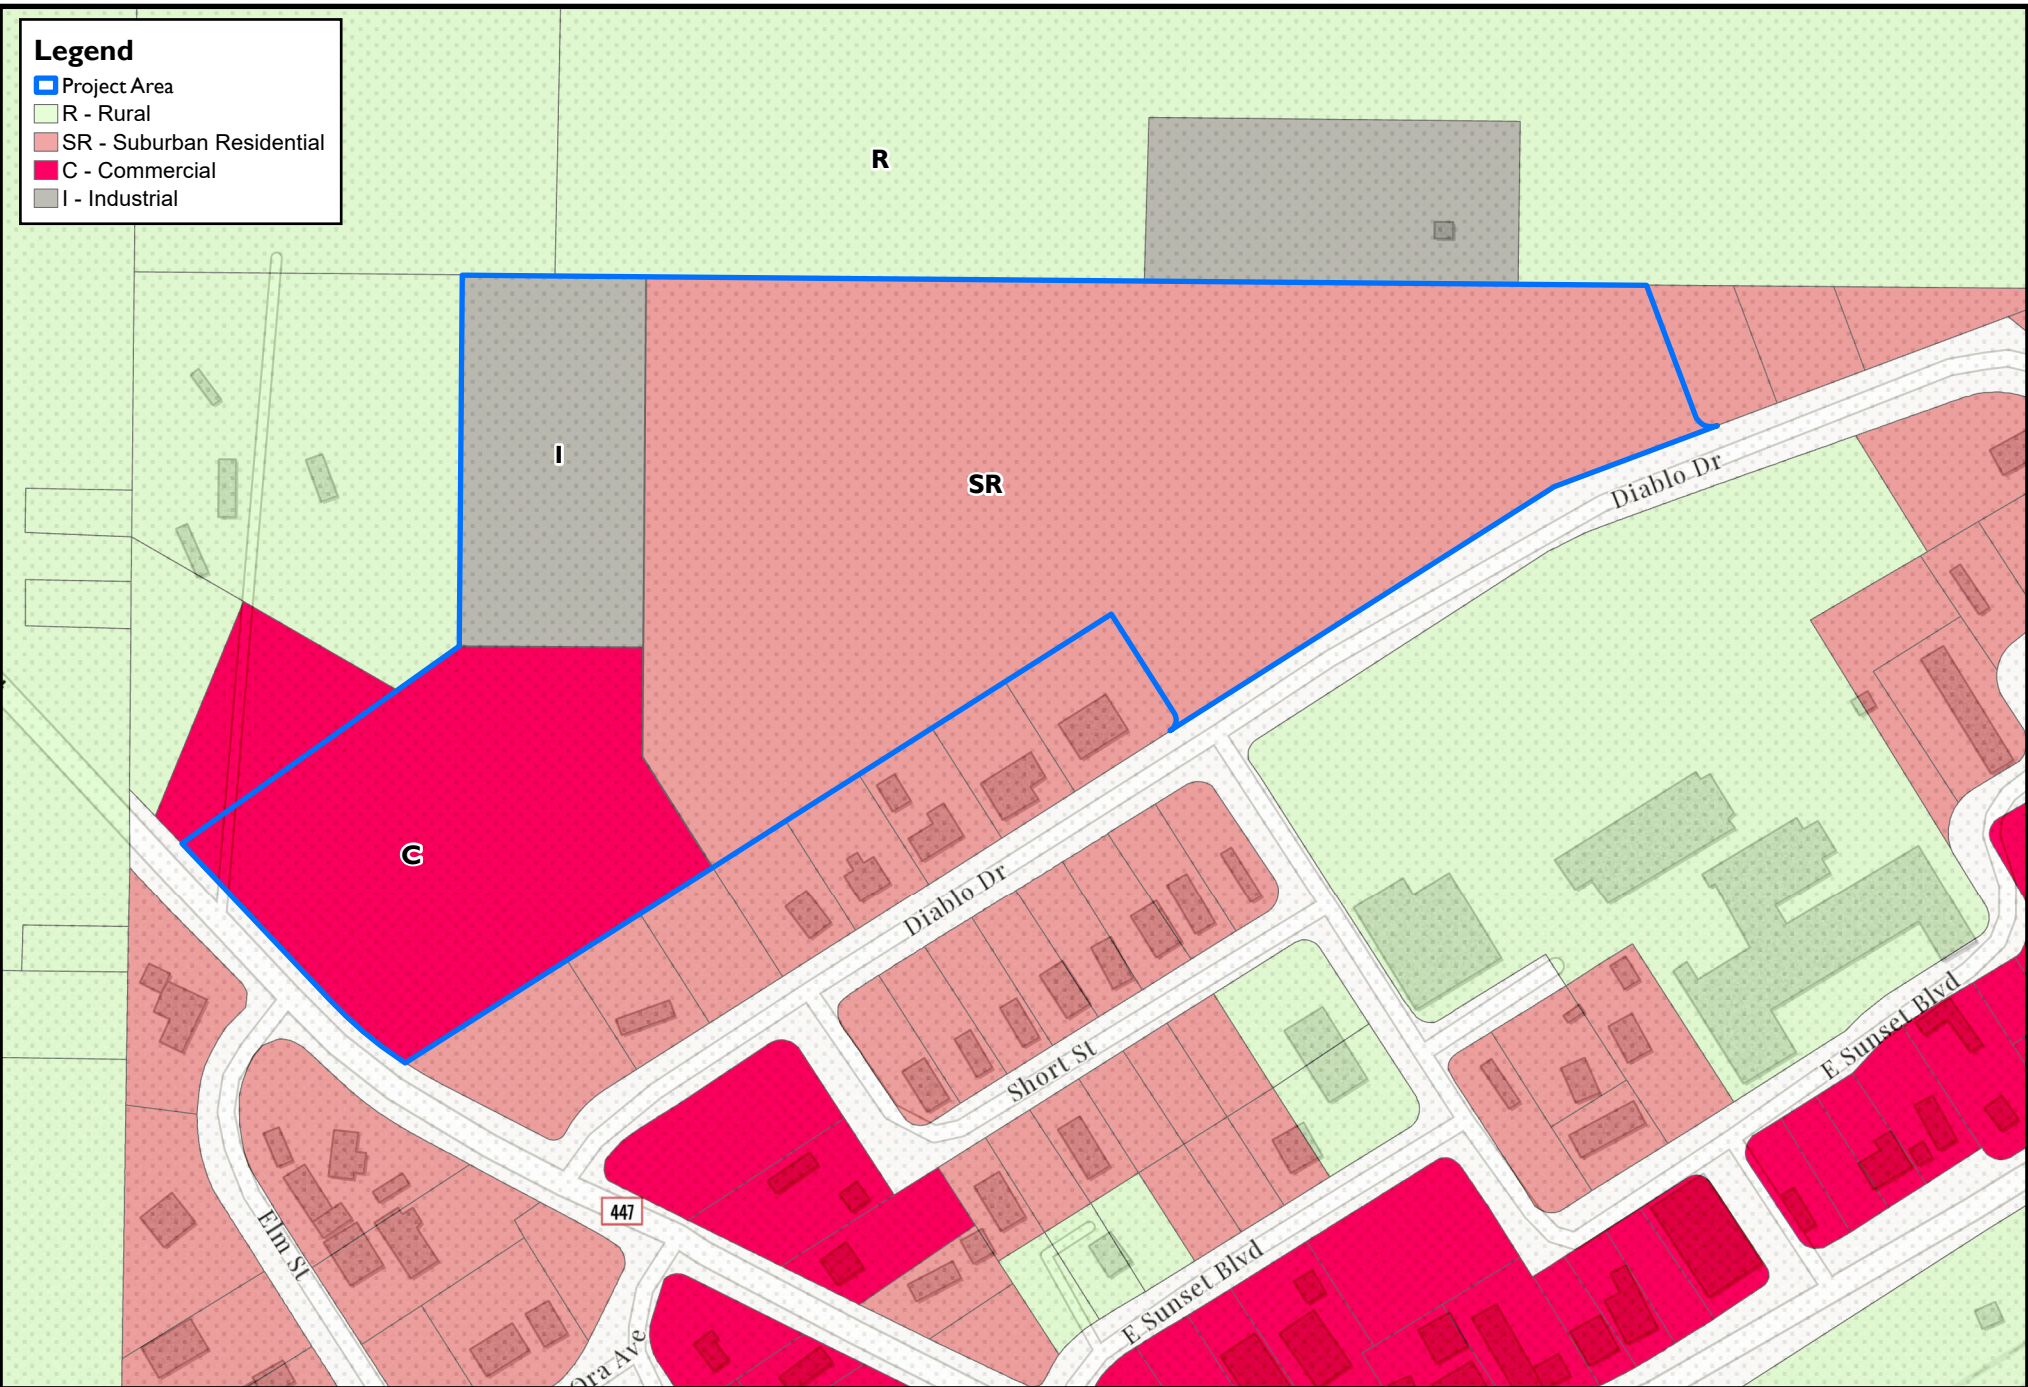 Legend
Project Area
R - Rural
SR - Suburban Residential
C - Commercial
I - Industrial
R
I
SR
Diablo Dr
C
Diablo Dr
E Sunset Blvd
Short St
447
Elm St
E Sunset Blvd
Ora Ave